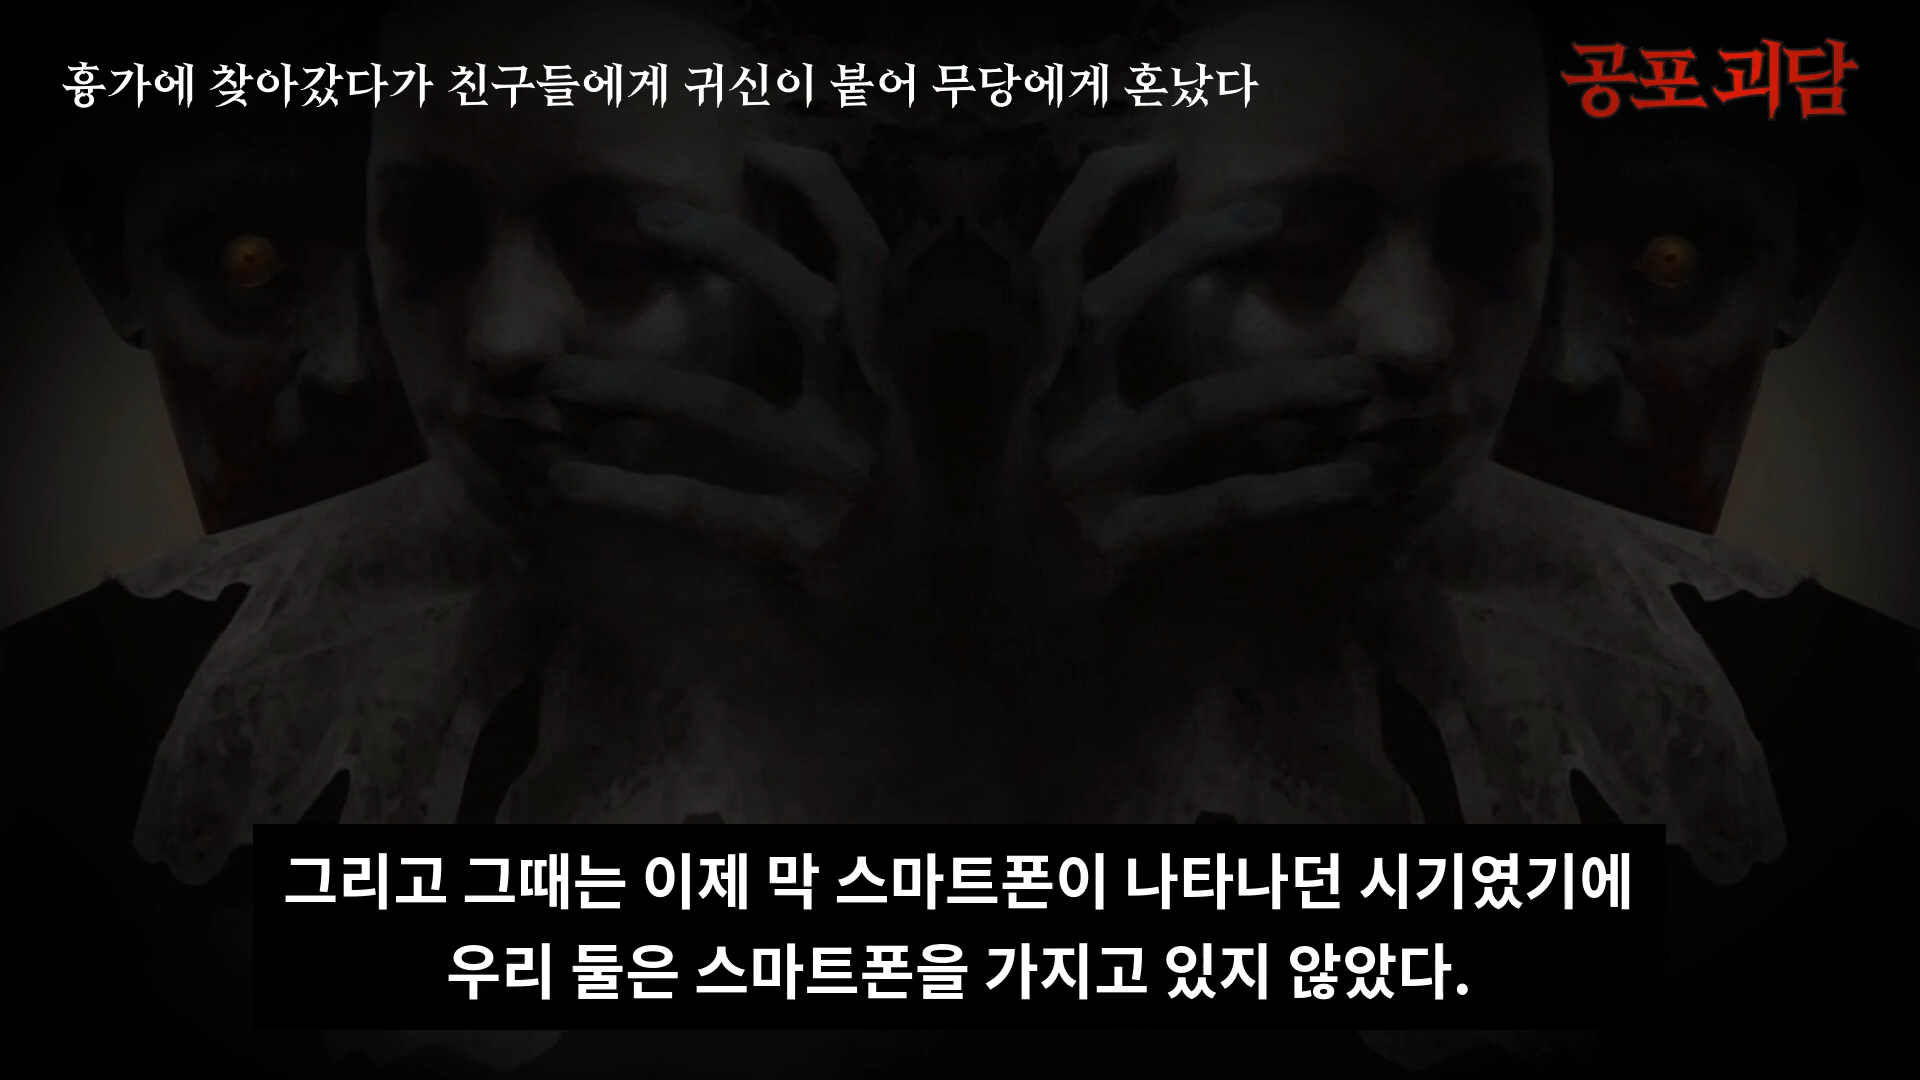 흉가에 찾아갔다가 친구들에게 귀신이 붙어 무당에게 혼났다
공포 괴담
그리고 그때는 이제 막 스마트폰이 나타나던 시기였기에
우리 둘은 스마트폰을 가지고 있지 않았다.